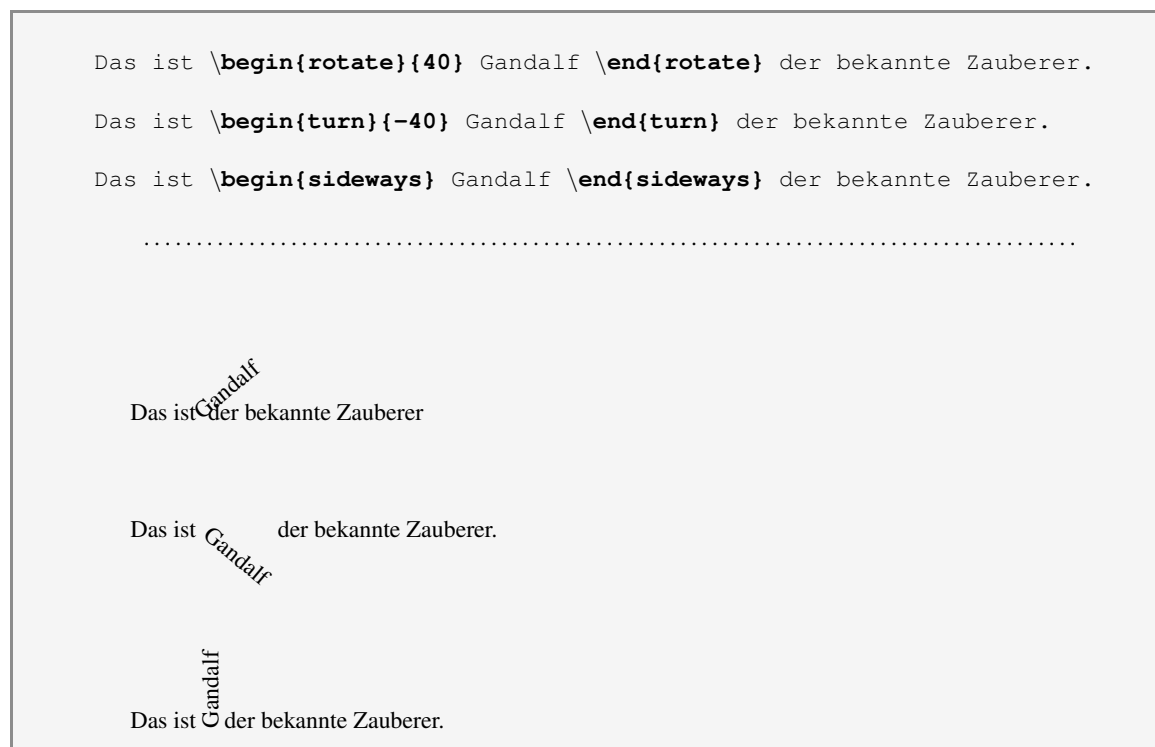 Das ist \begin{rotate}{40} Gandalf \end{rotate} der bekannte Zauberer.
Das ist \begin{turn}{-40} Gandalf \end{turn} der bekannte Zauberer.
Das ist \begin{sideways} Gandalf \end{sideways} der bekannte Zauberer.
Das ist Gandalf der bekannte Zauberer
Das ist Gandalf der bekannte Zauberer.
Das ist Gandalf der bekannte Zauberer.